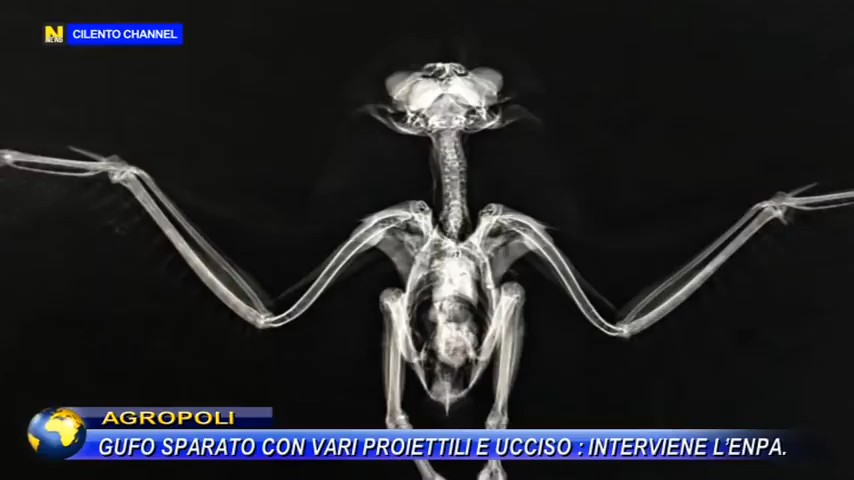 N
NEWS
CILENTO CHANNEL
AGROPOLI
GUFO SPARATO CON VARI PROIETTILI E UCCISO : INTERVIENE L'ENPA.